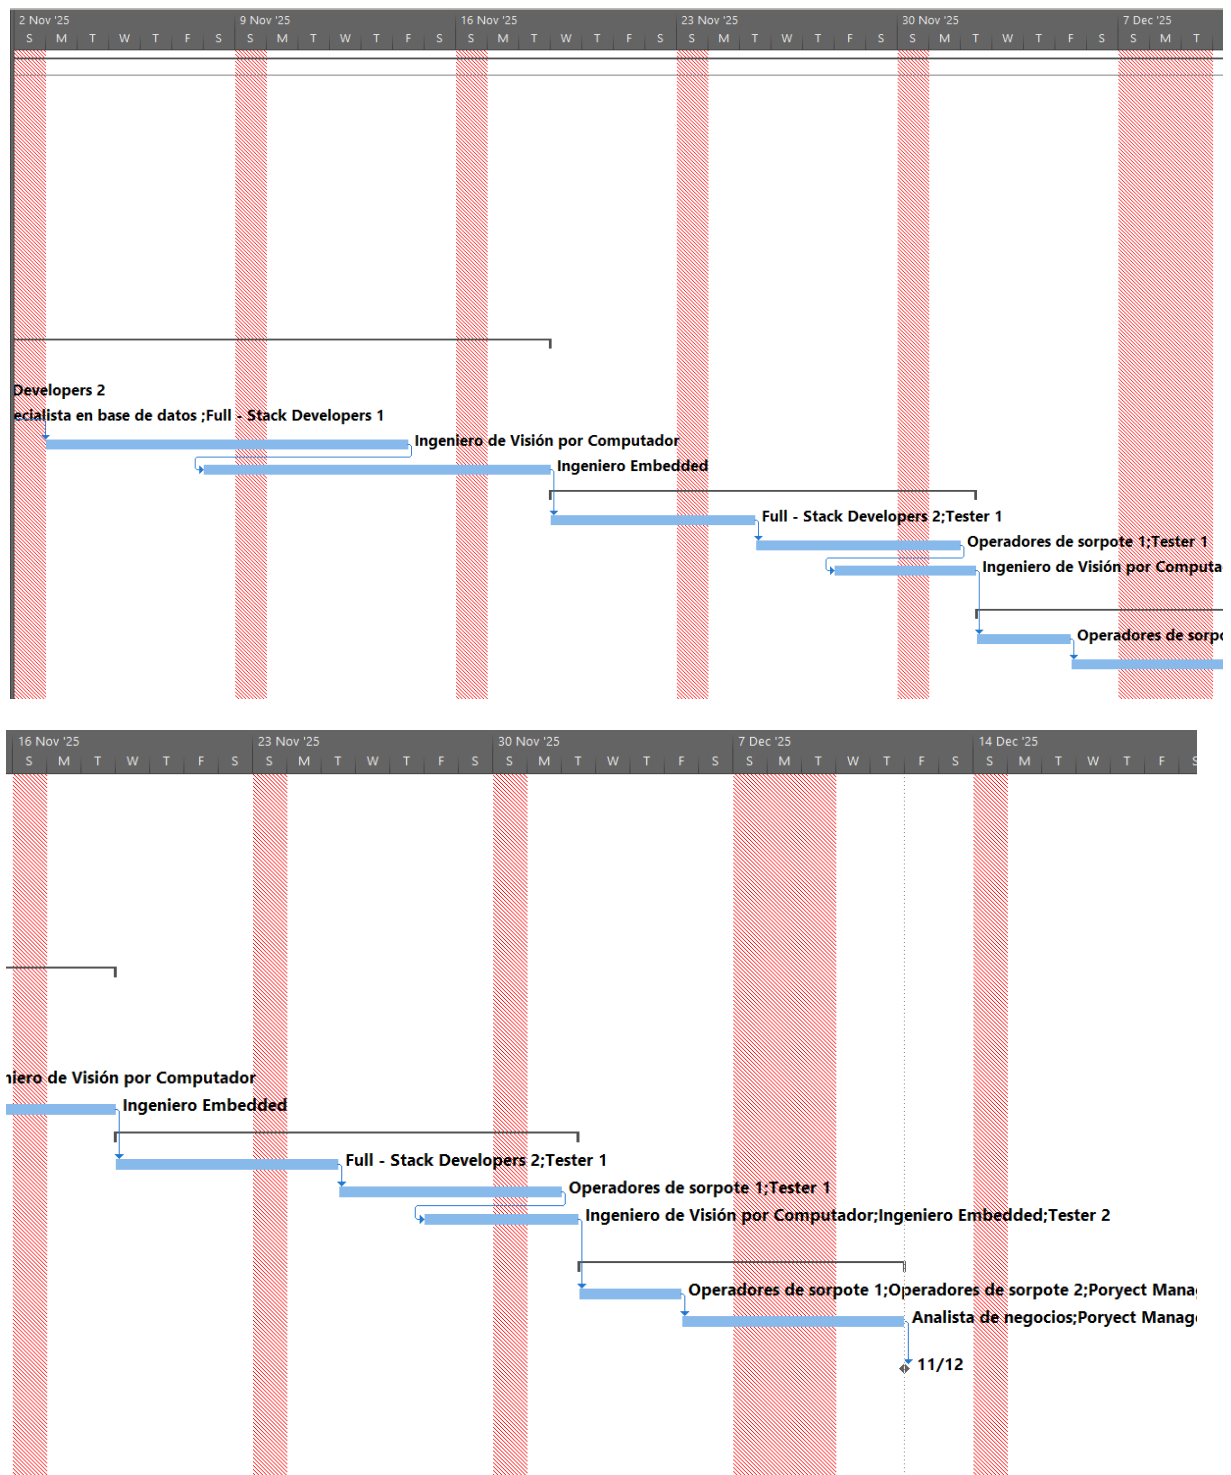 2 Nov '25 9 Nov '25 16 Nov '25 23 Nov '25 30 Nov '25 7 Dec '25
S M T W T F S S M T W T F S S M T W T F S S M T W T F S S M T W T F S S M T
Developers 2
ecialista en base de datos ;Full - Stack Developers 1
Ingeniero de Visión por Computador
Ingeniero Embedded
Full - Stack Developers 2;Tester 1
Operadores de sorpote 1;Tester 1
Ingeniero de Visión por Computa
Operadores de sorpo
16 Nov '25 23 Nov '25 30 Nov '25 7 Dec '25 14 Dec '25
S M T W T F S S M T W T F S S M T W T F S S M T W T F S S M T W T F S
niero de Visión por Computador
Ingeniero Embedded
Full - Stack Developers 2;Tester 1
Operadores de sorpote 1;Tester 1
Ingeniero de Visión por Computador;Ingeniero Embedded;Tester 2
Operadores de sorpote 1;Operadores de sorpote 2;Poryect Mana
Analista de negocios;Poryect Manag
11/12